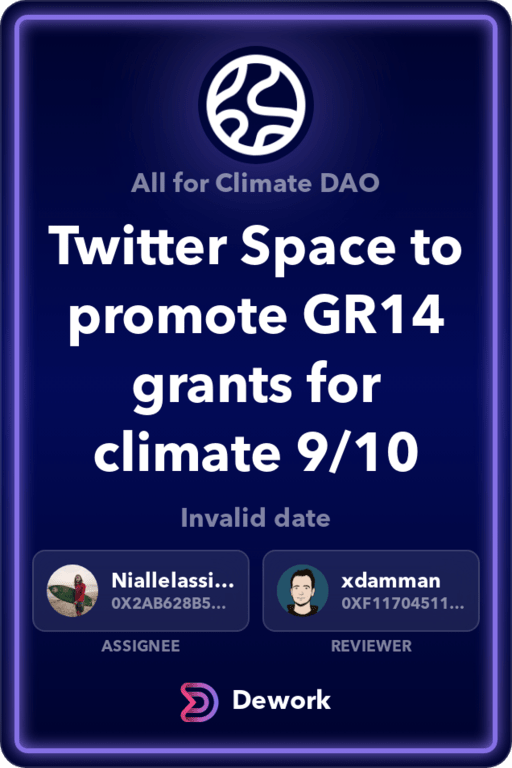 All for Climate DAO
Twitter Space to
promote GR14
grants for
climate 9/10
Invalid date
Niallelassi...
0X2AB628B5...
xdamman
0XF11704511...
ASSIGNEE
REVIEWER
Dework